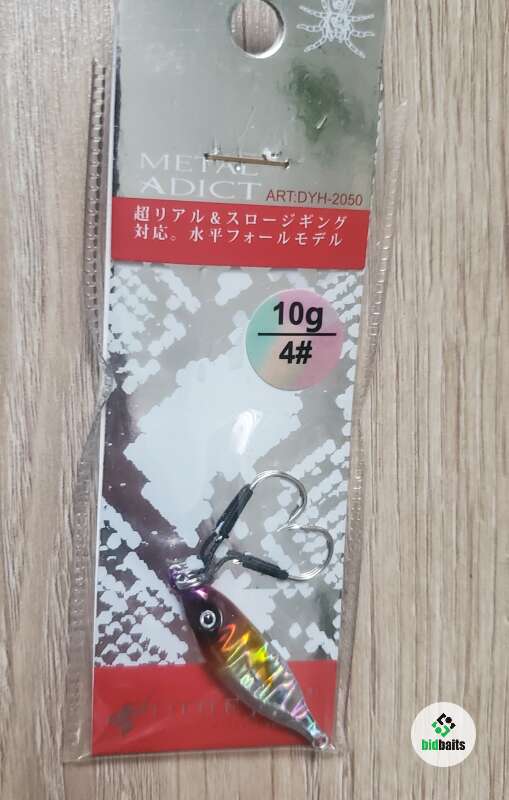 METAL
ADICT
ART:DYH-2050
超リアル&スロージギング
対応。水平フォールモデル
10g
4#
bidbaits